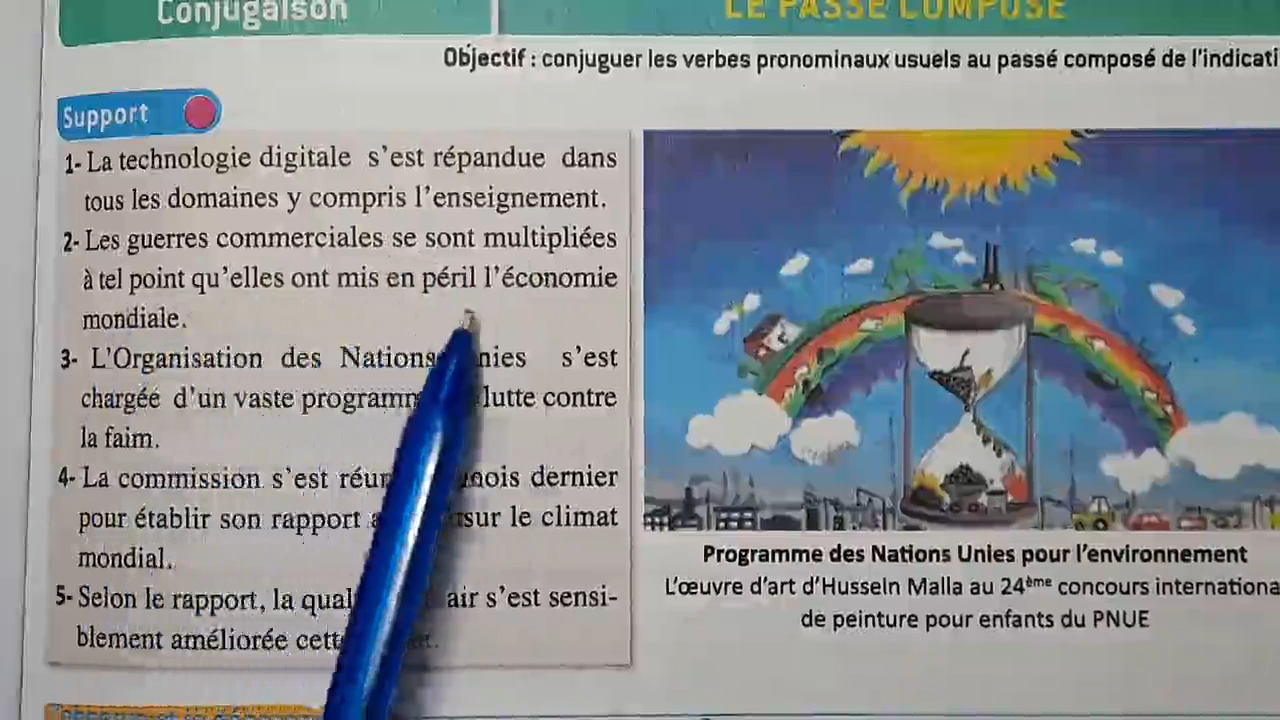 Conjugaison
LE PASSÉ COMPOSÉ
Objectif : conjuguer les verbes pronominaux usuels au passé composé de l'indicati
Support
1- La technologie digitale s'est répandue dans
tous les domaines y compris l'enseignement.
2- Les guerres commerciales se sont multipliées
à tel point qu'elles ont mis en péril l'économie
mondiale.
3- L'Organisation des Nations nies s'est
chargée d'un vaste programm lutte contre
la faim.
4- La commission s'est réun mois dernier
pour établir son rapport a sur le climat
mondial.
5- Selon le rapport, la qual air s'est sensi-
blement améliorée cett
Programme des Nations Unies pour l'environnement
L'œuvre d'art d'Hussein Malla au 24ème concours internationa
de peinture pour enfants du PNUE